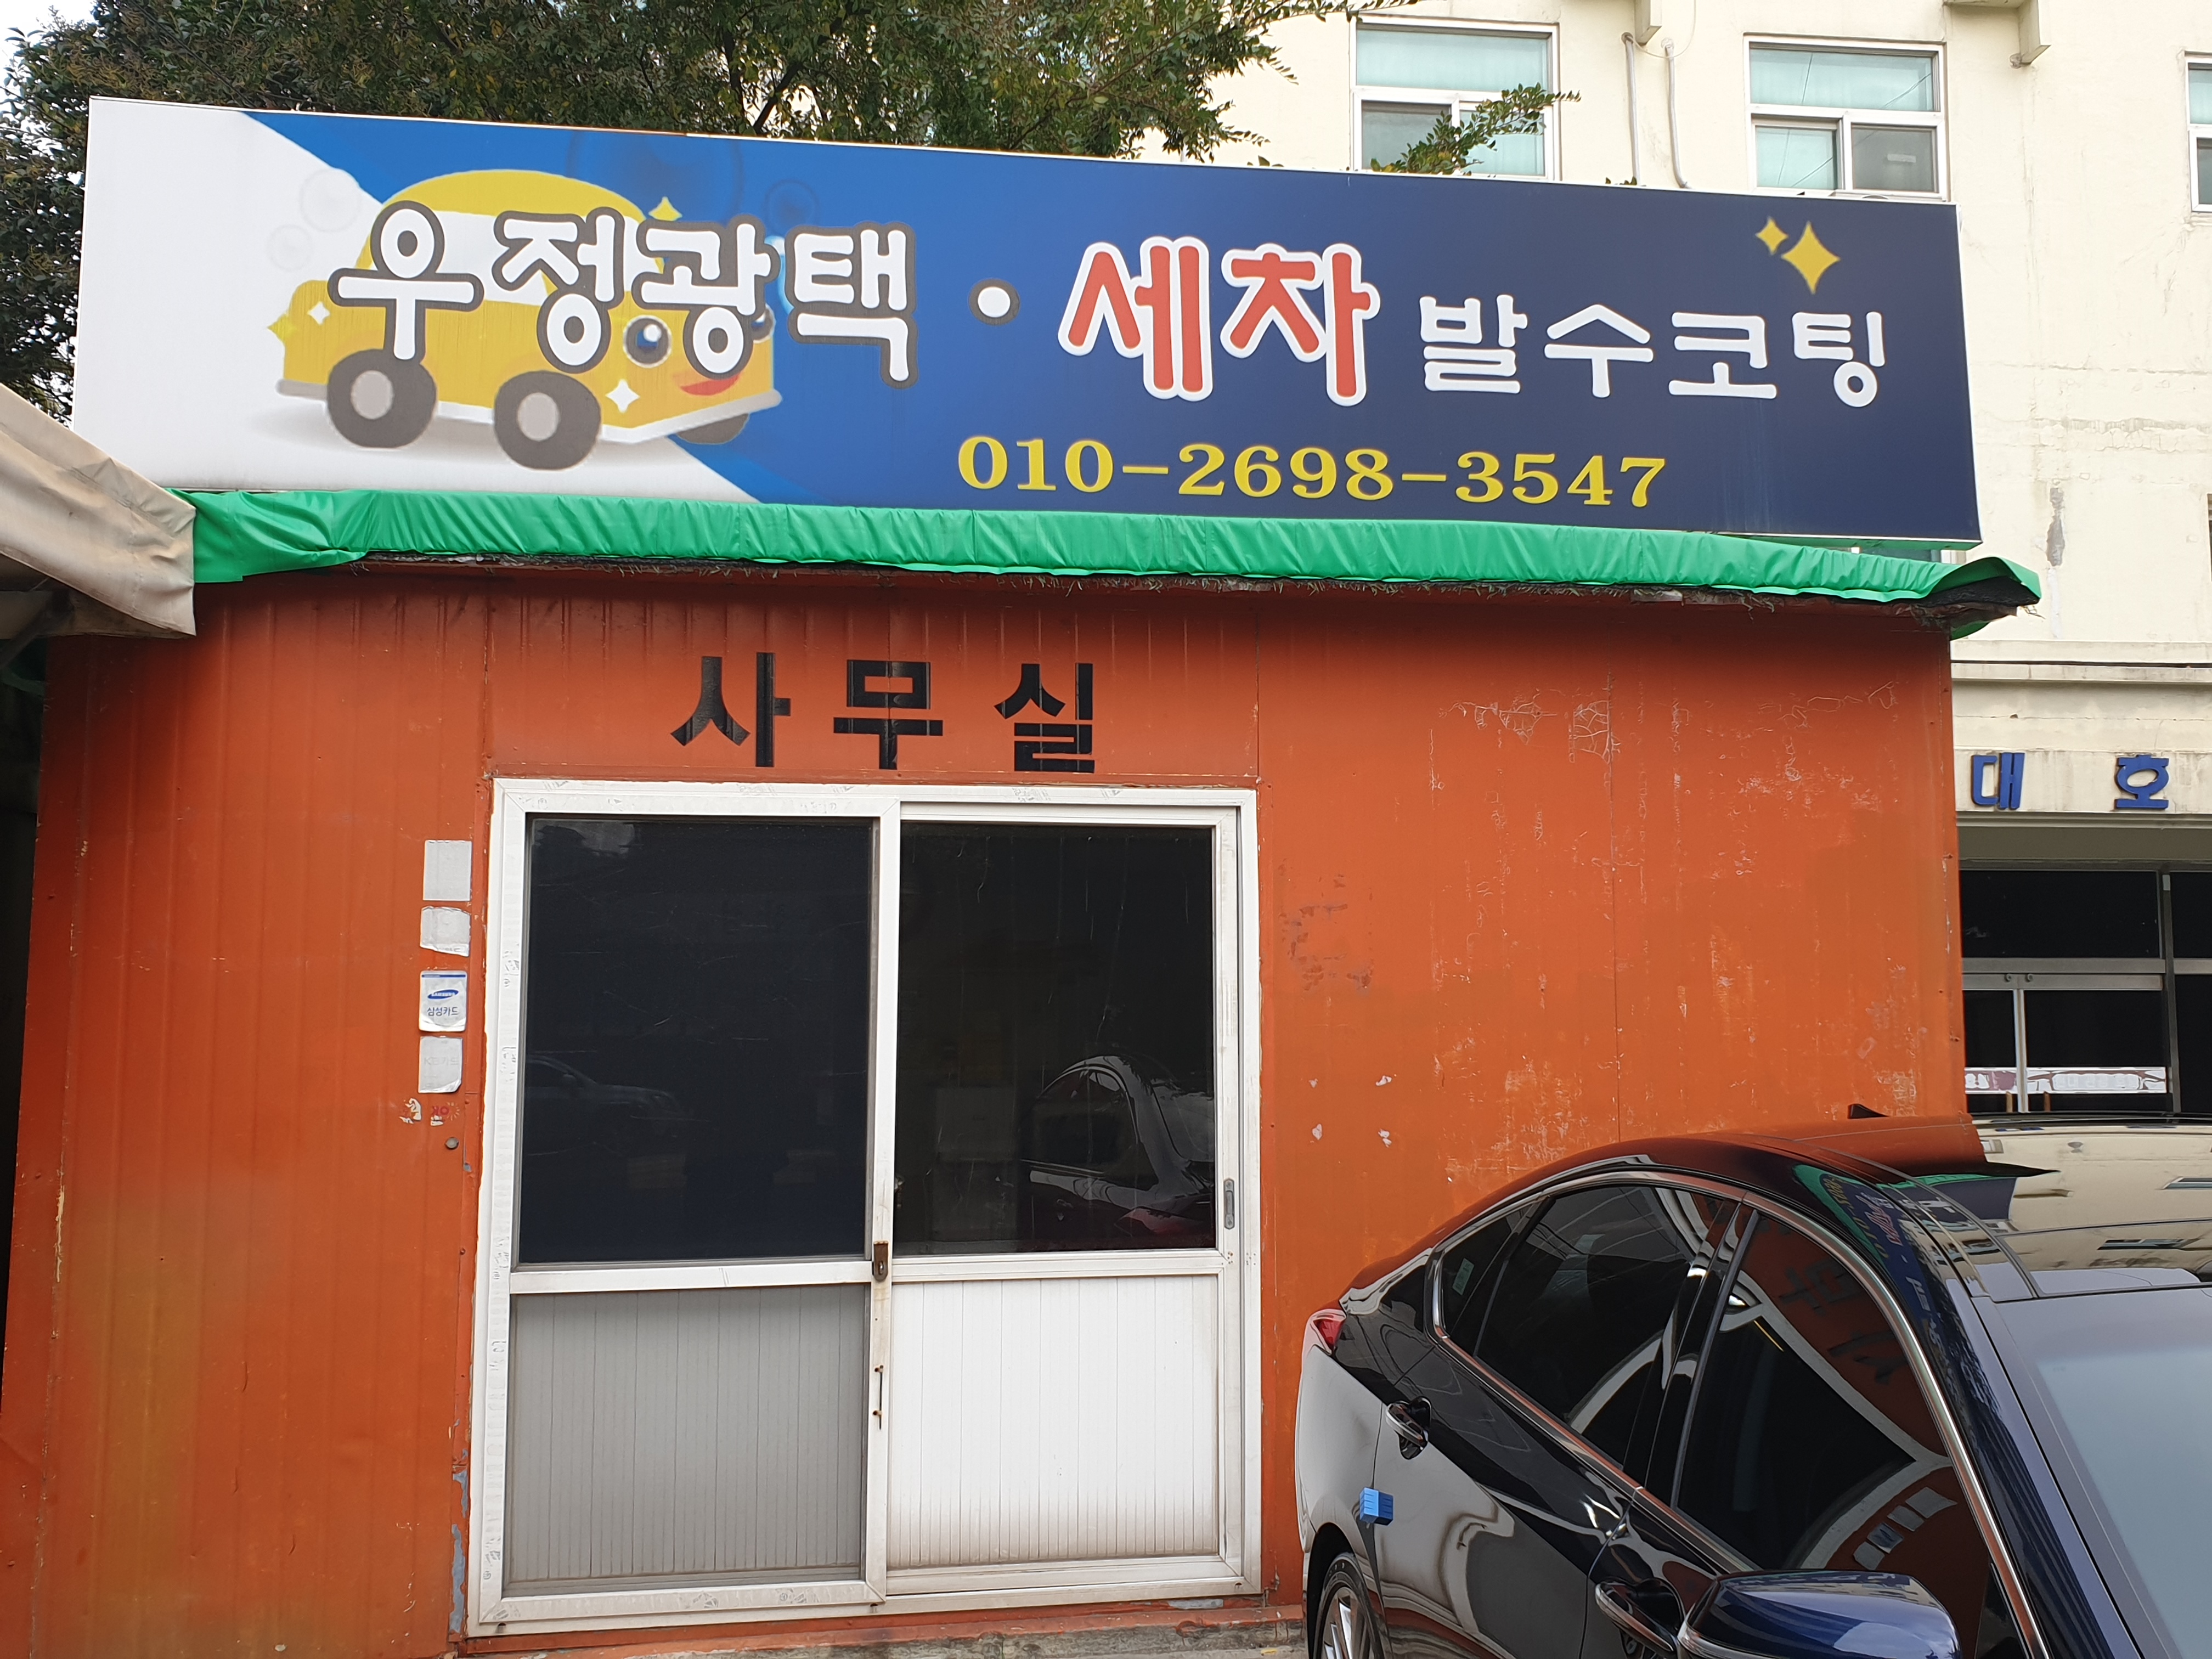 우정광택·세차 발수코팅
010-2698-3547
사무실
대호
삼성카드